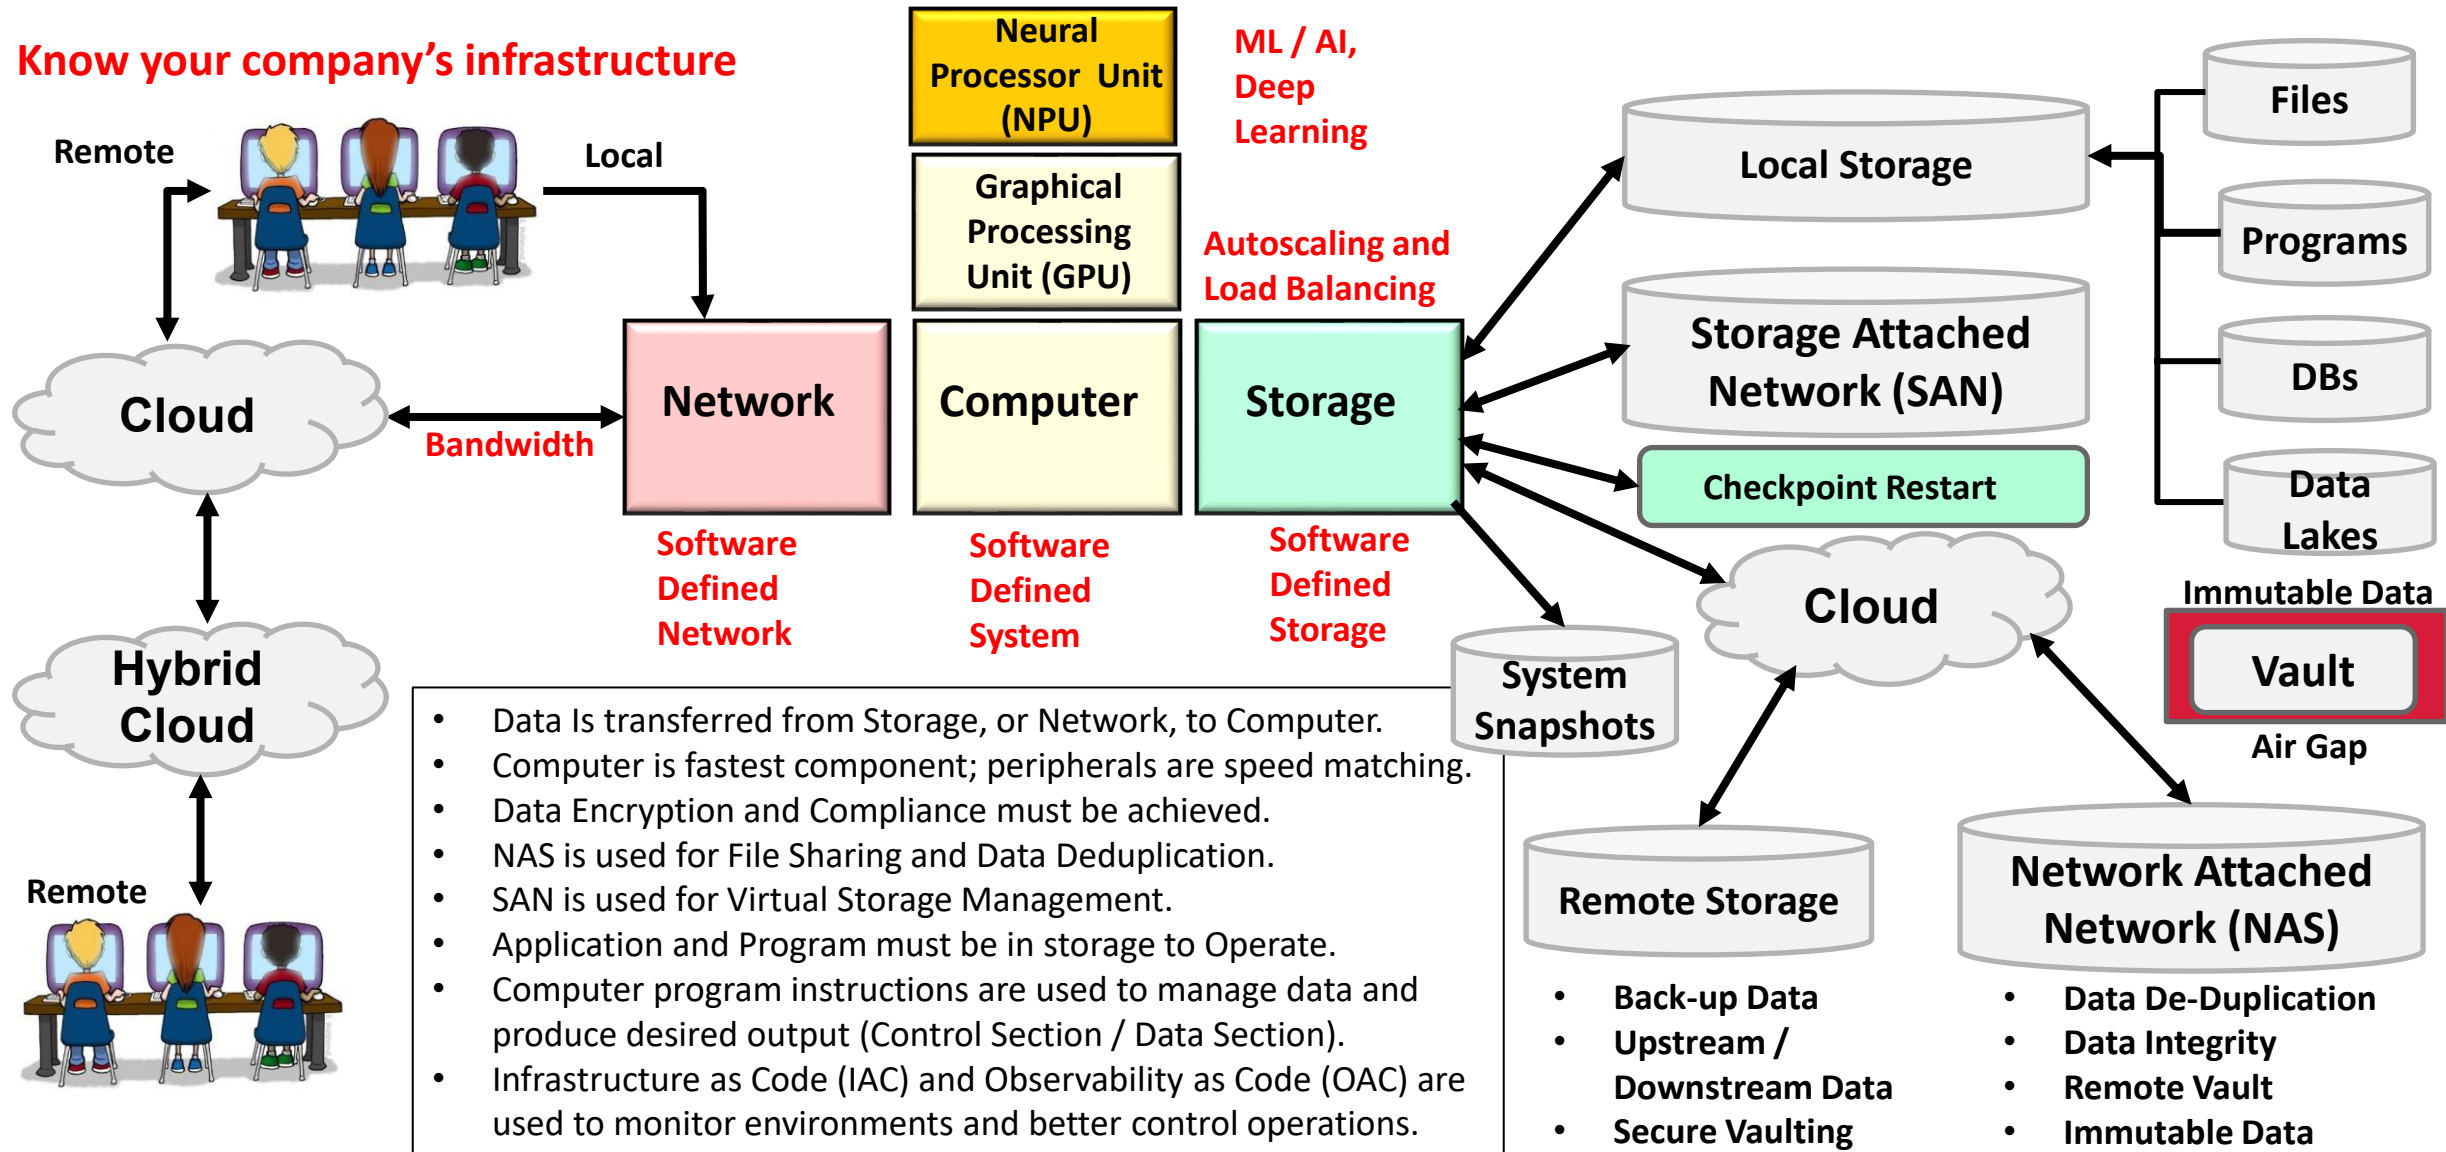 Know your company's infrastructure
Remote
Local
Neural
Processor Unit
(NPU)
ML / AI,
Deep
Learning
Graphical
Processing
Unit (GPU)
Autoscaling and
Load Balancing
Cloud
Bandwidth
Network
Computer
Storage
Software
Defined
Network
Software
Defined
System
Software
Defined
Storage
Local Storage
Storage Attached
Network (SAN)
Checkpoint Restart
Cloud
Files
Programs
DBs
Data
Lakes
Immutable Data
Vault
Air Gap
Hybrid
Cloud
Remote
System
Snapshots
• Data Is transferred from Storage, or Network, to Computer.
• Computer is fastest component; peripherals are speed matching.
• Data Encryption and Compliance must be achieved.
• NAS is used for File Sharing and Data Deduplication.
• SAN is used for Virtual Storage Management.
• Application and Program must be in storage to Operate.
• Computer program instructions are used to manage data and
produce desired output (Control Section / Data Section).
• Infrastructure as Code (IAC) and Observability as Code (OAC) are
used to monitor environments and better control operations.
Remote Storage
• Back-up Data
• Upstream /
Downstream Data
• Secure Vaulting
Network Attached
Network (NAS)
• Data De-Duplication
• Data Integrity
• Remote Vault
• Immutable Data